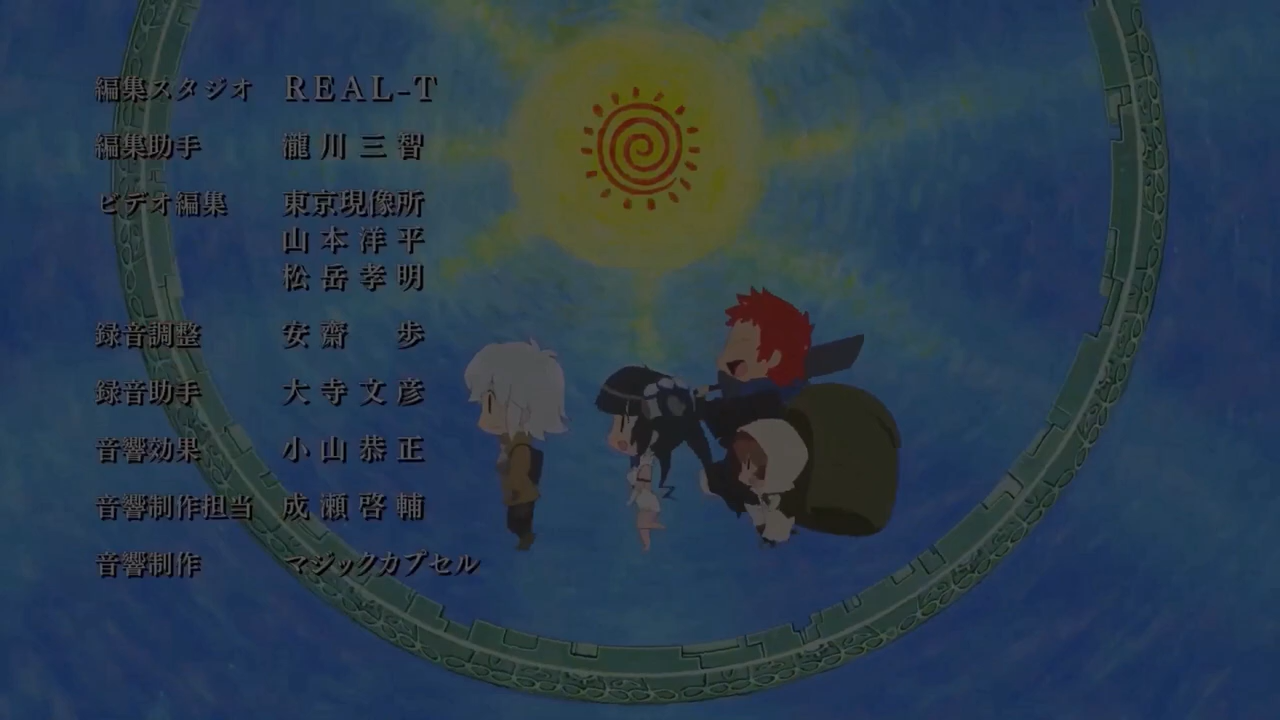 編集スタジオ REAL-T
編集助手 瀧川三智
ビデオ編集 東京現像所
山本洋平
松岳孝明
録音調整 安齋 歩
録音助手 大寺文彦
音響効果 小山恭正
音響制作担当 成瀬啓輔
音響制作 マジックカプセル